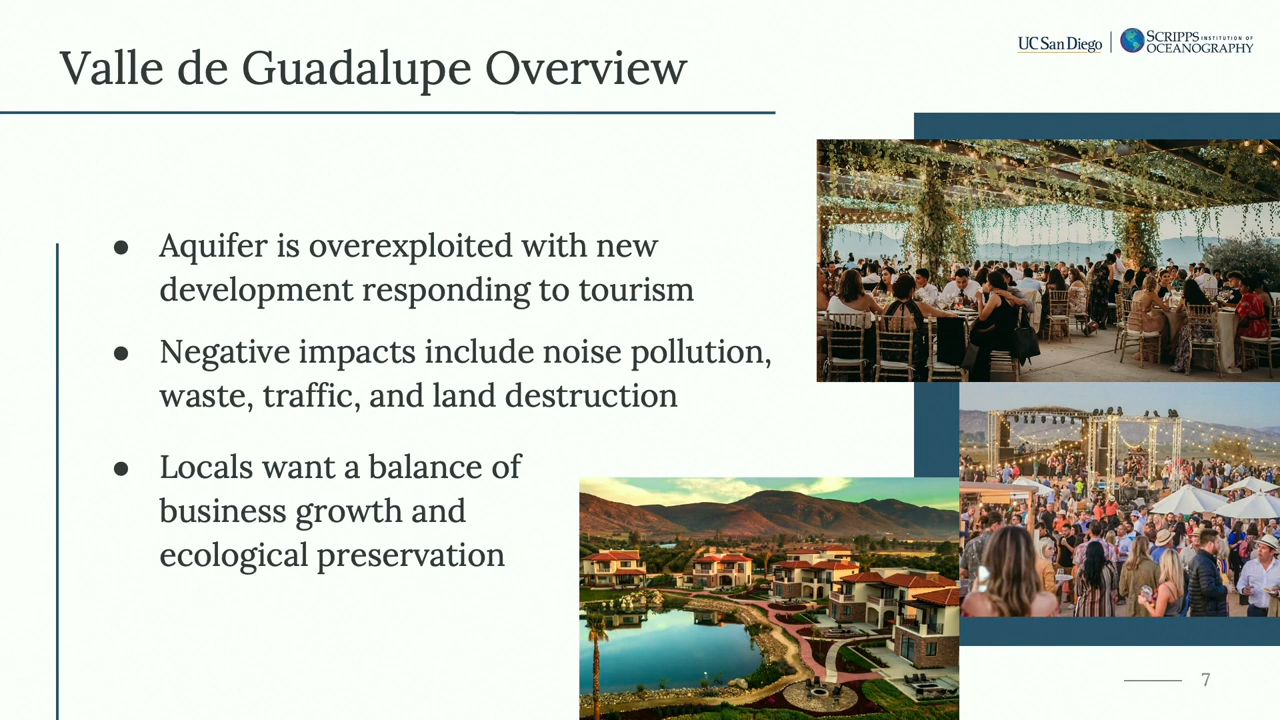 Valle de Guadalupe Overview
UC San Diego
SCRIPPS INSTITUTION OF
OCEANOGRAPHY
● Aquifer is overexploited with new
development responding to tourism
● Negative impacts include noise pollution,
waste, traffic, and land destruction
● Locals want a balance of
business growth and
ecological preservation
7